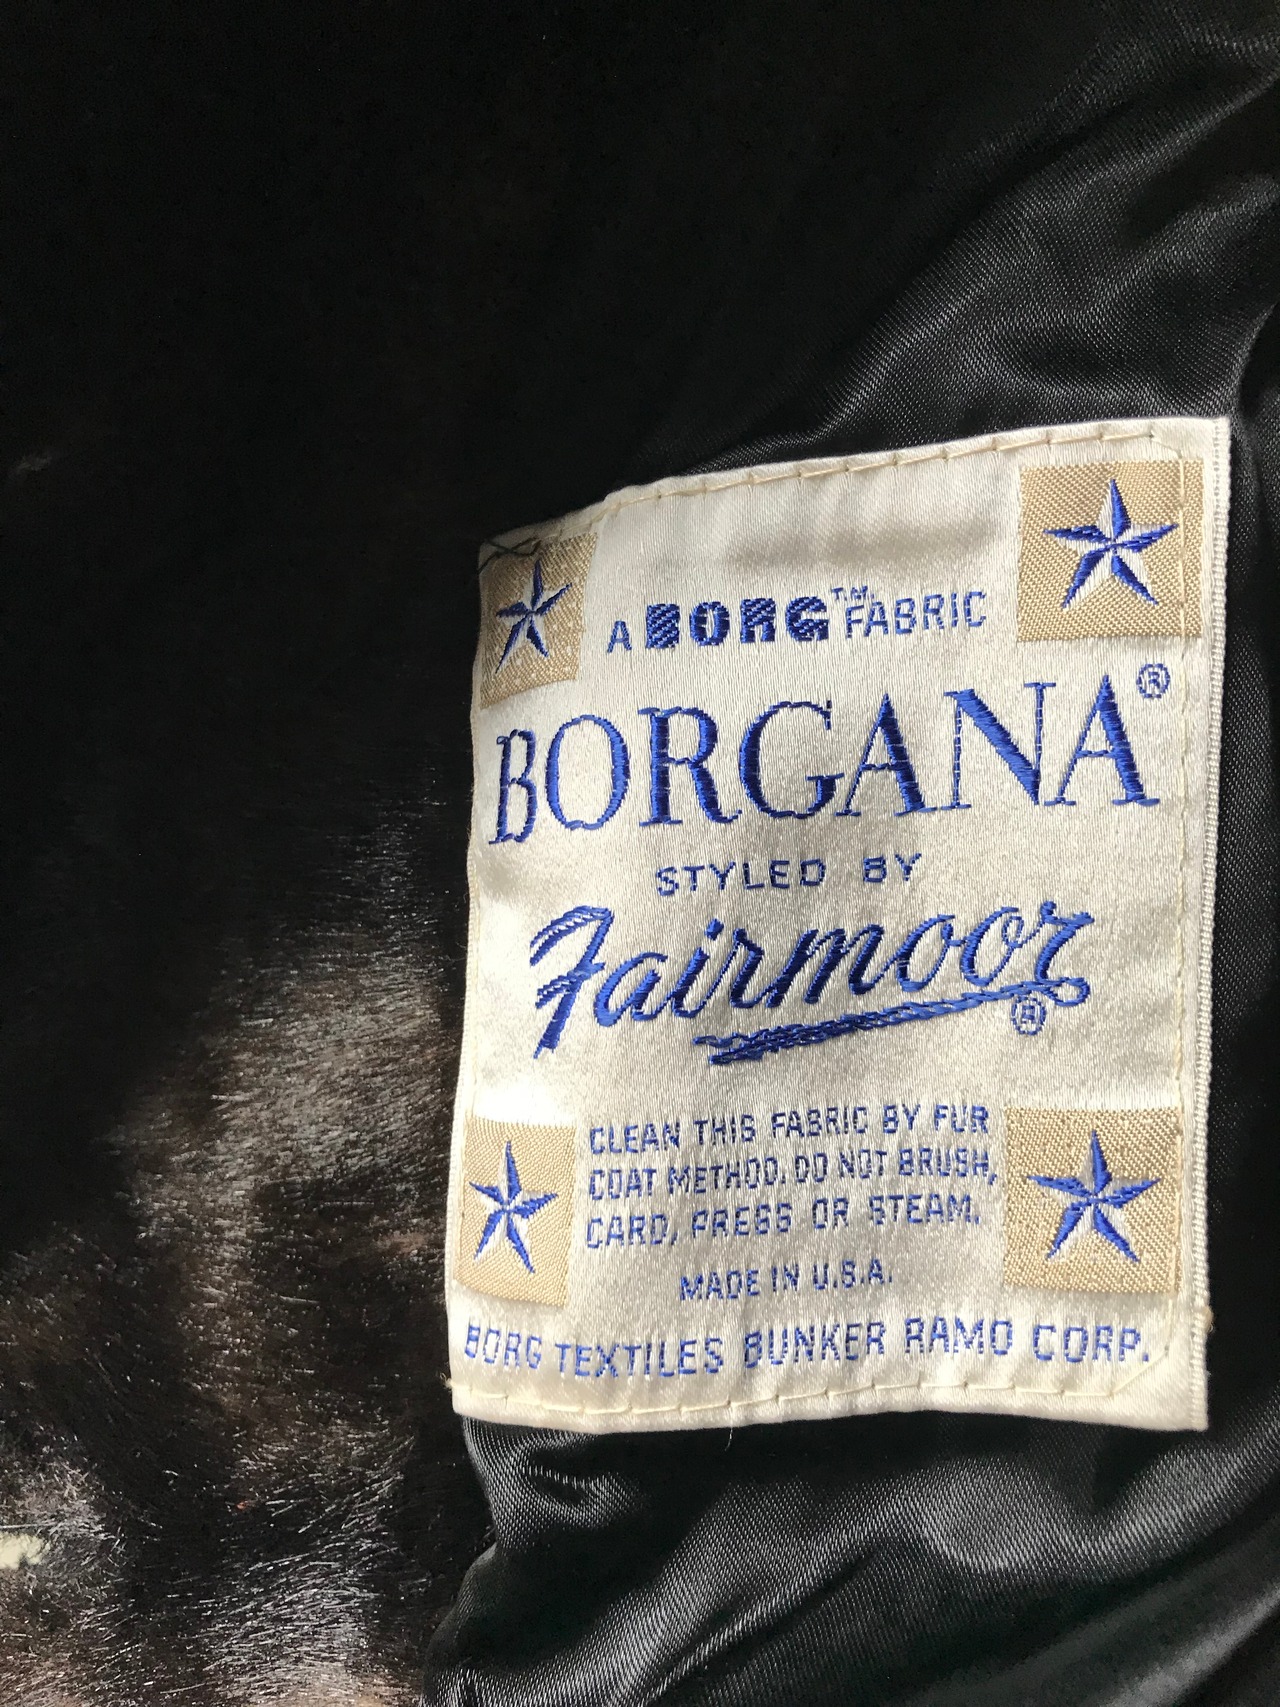 A BORG T.M. FABRIC
BORGANA®
STYLED BY
Fairmoor®
CLEAN THIS FABRIC BY FUR
COAT METHOD. DO NOT BRUSH,
CARD, PRESS OR STEAM.
MADE IN U.S.A.
BORG TEXTILES BUNKER RAMO CORP.